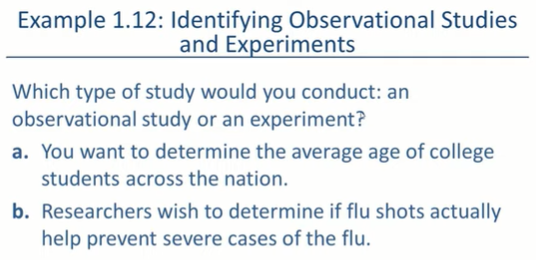 Example 1.12: Identifying Observational Studies
and Experiments
Which type of study would you conduct: an
observational study or an experiment?
a. You want to determine the average age of college
students across the nation.
b. Researchers wish to determine if flu shots actually
help prevent severe cases of the flu.